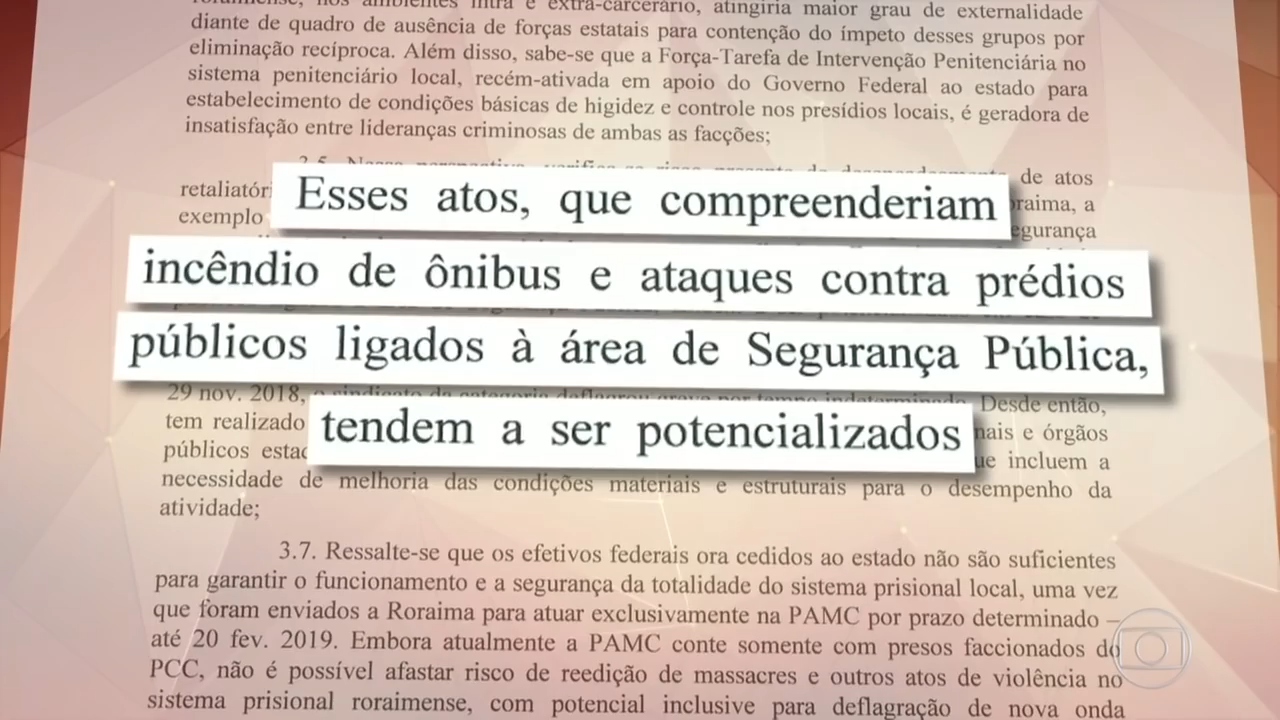 roraimense, nos ambientes intra e extra-carcerário, atingiria maior grau de externalidade
diante de quadro de ausência de forças estatais para contenção do ímpeto desses grupos por
eliminação recíproca. Além disso, sabe-se que a Força-Tarefa de Intervenção Penitenciária no
sistema penitenciário local, recém-ativada em apoio do Governo Federal ao estado para
estabelecimento de condições básicas de higidez e controle nos presídios locais, é geradora de
insatisfação entre lideranças criminosas de ambas as facções;
de atos
Esses atos, que compreenderiam
exemplo
incêndio de ônibus e ataques contra prédios
públicos ligados à área de Segurança Pública,
29 nov. 2018, Desde então,
tem realizado
tendem a ser potencializados
e órgãos
públicos incluem a
necessidade de melhoria das condições materiais e estruturais para o desempenho da
atividade;
3.7. Ressalte-se que os efetivos federais ora cedidos ao estado não são suficientes
para garantir o funcionamento e a segurança da totalidade do sistema prisional local, uma vez
que foram enviados a Roraima para atuar exclusivamente na PAMC por prazo determinado –
até 20 fev. 2019. Embora atualmente a PAMC conte somente com presos faccionados do
PCC, não é possível afastar risco de reedição de massacres e outros atos de violência no
sistema prisional roraimense, com potencial inclusive para deflagração de nova onda